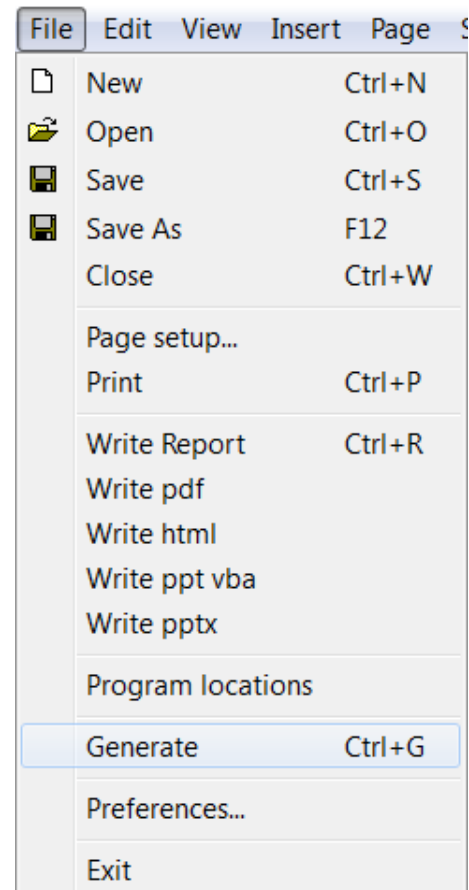 File Edit View Insert Page
New Ctrl+N
Open Ctrl+O
Save Ctrl+S
Save As F12
Close Ctrl+W
Page setup...
Print Ctrl+P
Write Report Ctrl+R
Write pdf
Write html
Write ppt vba
Write pptx
Program locations
Generate Ctrl+G
Preferences...
Exit